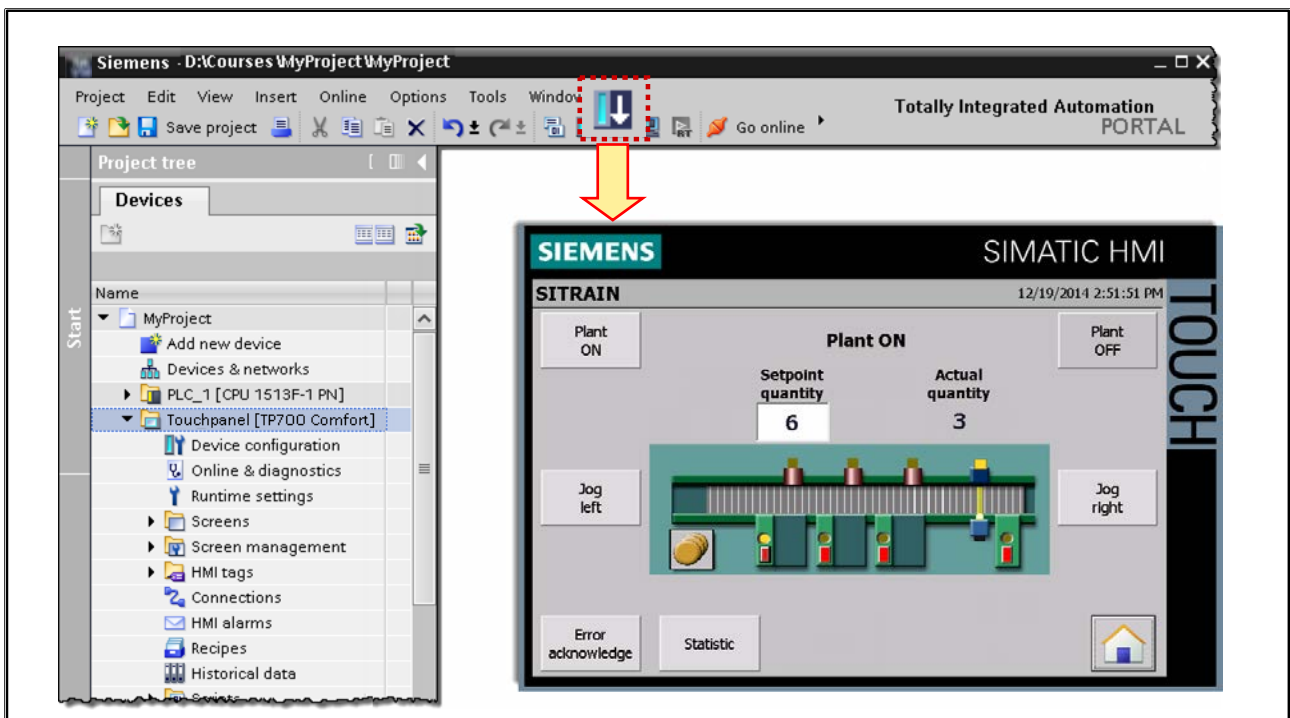 Siemens - D:\Courses\MyProject\MyProject
Project Edit View Insert Online Options Tools Window
Save project
Go online
Totally Integrated Automation
PORTAL
Project tree
Devices
Start
Name
MyProject
Add new device
Devices & networks
PLC_1 [CPU 1513F-1 PN]
Touchpanel [TP700 Comfort]
Device configuration
Online & diagnostics
Runtime settings
Screens
Screen management
HMI tags
Connections
HMI alarms
Recipes
Historical data
Scripts
SIEMENS
SIMATIC HMI
TOUCH
SITRAIN
12/19/2014 2:51:51 PM
Plant
ON
Plant ON
Plant
OFF
Setpoint
quantity
Actual
quantity
6
3
Jog
left
Jog
right
Error
acknowledge
Statistic